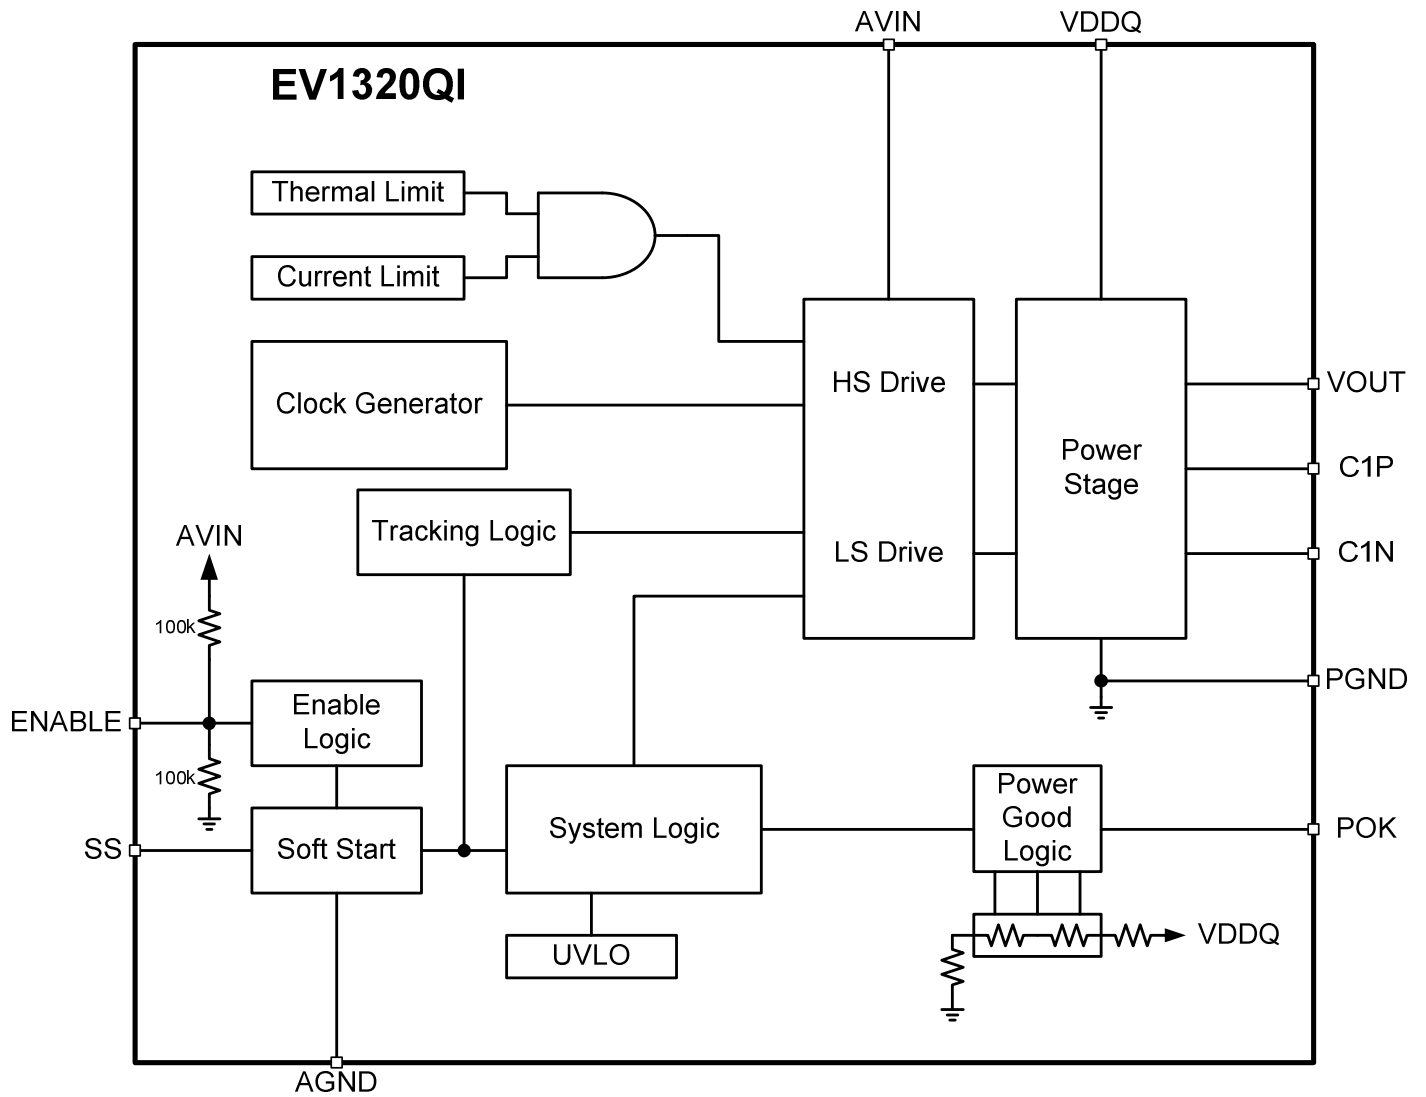 AVIN
VDDQ
EV1320QI
Thermal Limit
Current Limit
Clock Generator
HS Drive
VOUT
Power
Stage
C1P
Tracking Logic
AVIN
LS Drive
C1N
100k
PGND
ENABLE
Enable
Logic
100k
Power
Good
Logic
System Logic
POK
SS
Soft Start
VDDQ
UVLO
AGND